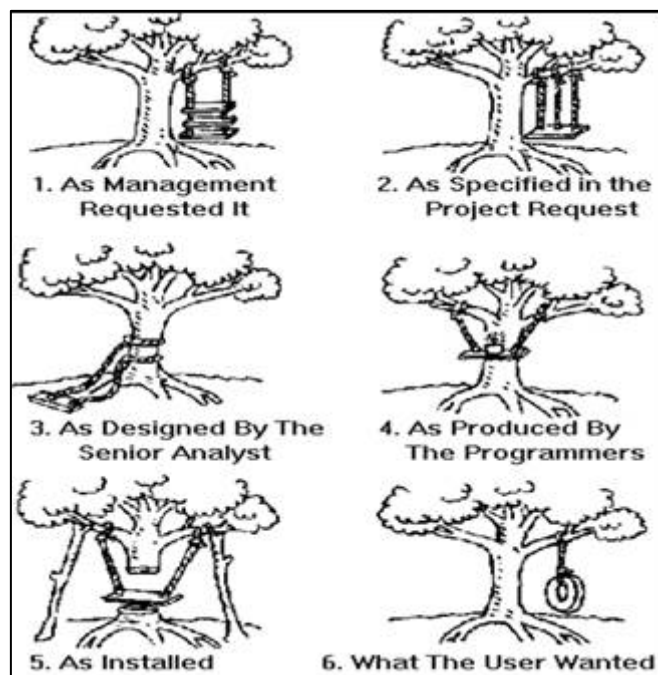 1. As Management
Requested It
2. As Specified in the
Project Request
3. As Designed By The
Senior Analyst
4. As Produced By
The Programmers
5. As Installed
6. What The User Wanted